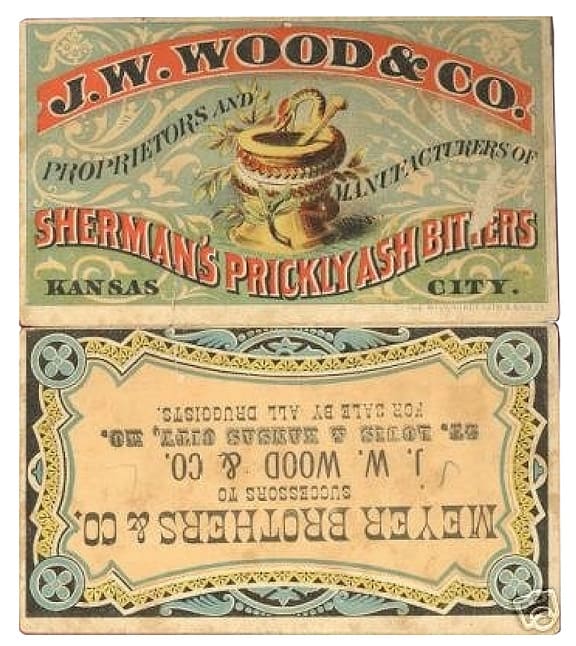 J. W. WOOD & CO.
PROPRIETORS AND
MANUFACTURERS OF
SHERMAN'S PRICKLY ASH BITTERS
KANSAS CITY.
MEYER BROTHERS & CO.
SUCCESSORS TO
J. W. WOOD & CO.
ST. LOUIS & KANSAS CITY, MO.
FOR SALE BY ALL DRUGGISTS.